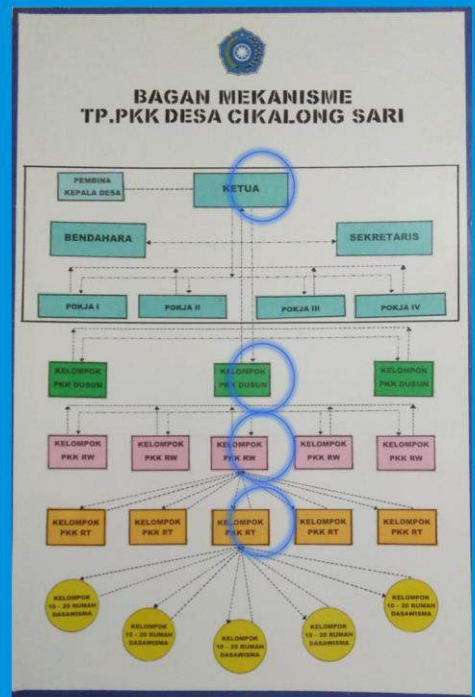 BAGAN MEKANISME
TP.PKK DESA CIKALONG SARI
PEMBINA
KEPALA DESA
KETUA
BENDAHARA
SEKRETARIS
POKJA I
POKJA II
POKJA III
POKJA IV
KELOMPOK
PKK DUSUN
KELOMPOK
PKK DUSUN
KELOMPOK
PKK DUSUN
KELOMPOK
PKK RW
KELOMPOK
PKK RW
KELOMPOK
PKK RW
KELOMPOK
PKK RW
KELOMPOK
PKK RW
KELOMPOK
PKK RT
KELOMPOK
PKK RT
KELOMPOK
PKK RT
KELOMPOK
PKK RT
KELOMPOK
PKK RT
KELOMPOK
10 - 20 RUMAH
DASAWISMA
KELOMPOK
10 - 20 RUMAH
DASAWISMA
KELOMPOK
10 - 20 RUMAH
DASAWISMA
KELOMPOK
10 - 20 RUMAH
DASAWISMA
KELOMPOK
10 - 20 RUMAH
DASAWISMA